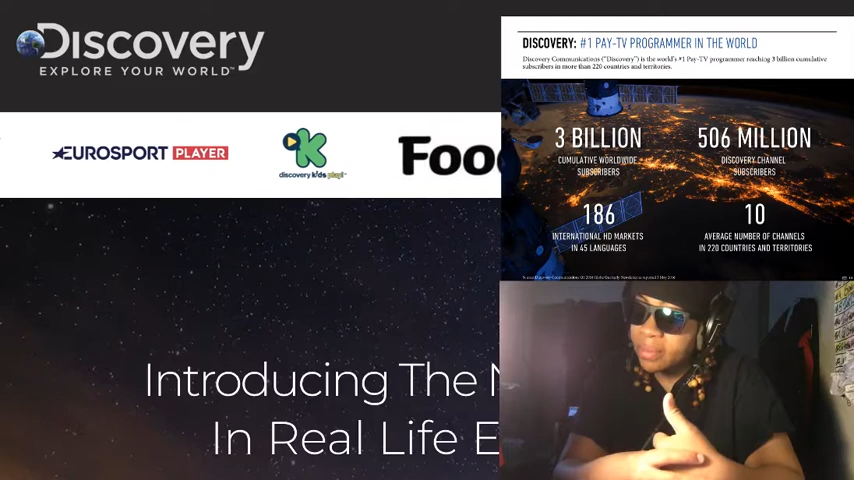 Discovery
EXPLORE YOUR WORLD™
EUROSPORT PLAYER
discovery kids play!
Foo
Introducing The
In Real Life E
DISCOVERY: #1 PAY-TV PROGRAMMER IN THE WORLD
Discovery Communications ("Discovery") is the world's #1 Pay-TV programmer reaching 3 billion cumulative
subscribers in more than 220 countries and territories.
3 BILLION
CUMULATIVE WORLDWIDE
SUBSCRIBERS
506 MILLION
DISCOVERY CHANNEL
SUBSCRIBERS
186
INTERNATIONAL HD MARKETS
IN 45 LANGUAGES
10
AVERAGE NUMBER OF CHANNELS
IN 220 COUNTRIES AND TERRITORIES